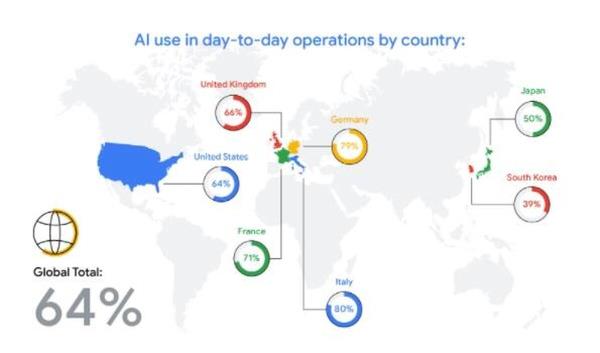 AI use in day-to-day operations by country:
United Kingdom
66%
Germany
79%
Japan
50%
United States
64%
South Korea
39%
France
71%
Italy
80%
Global Total:
64%